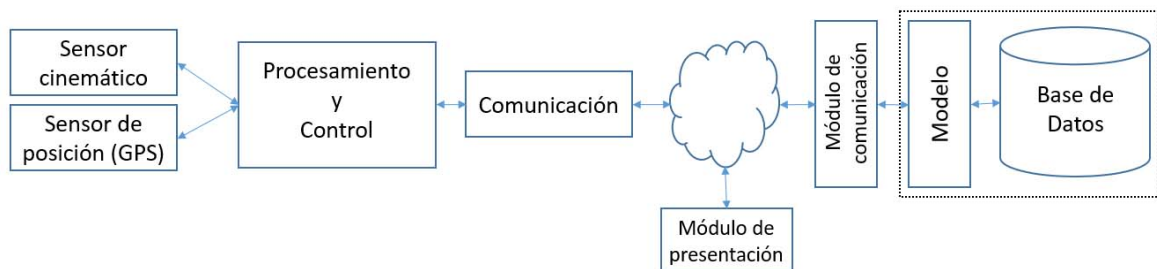 Sensor
cinemático
Sensor de
posición (GPS)
Procesamiento
y
Control
Comunicación
Módulo de
presentación
Módulo de
comunicación
Modelo
Base de
Datos